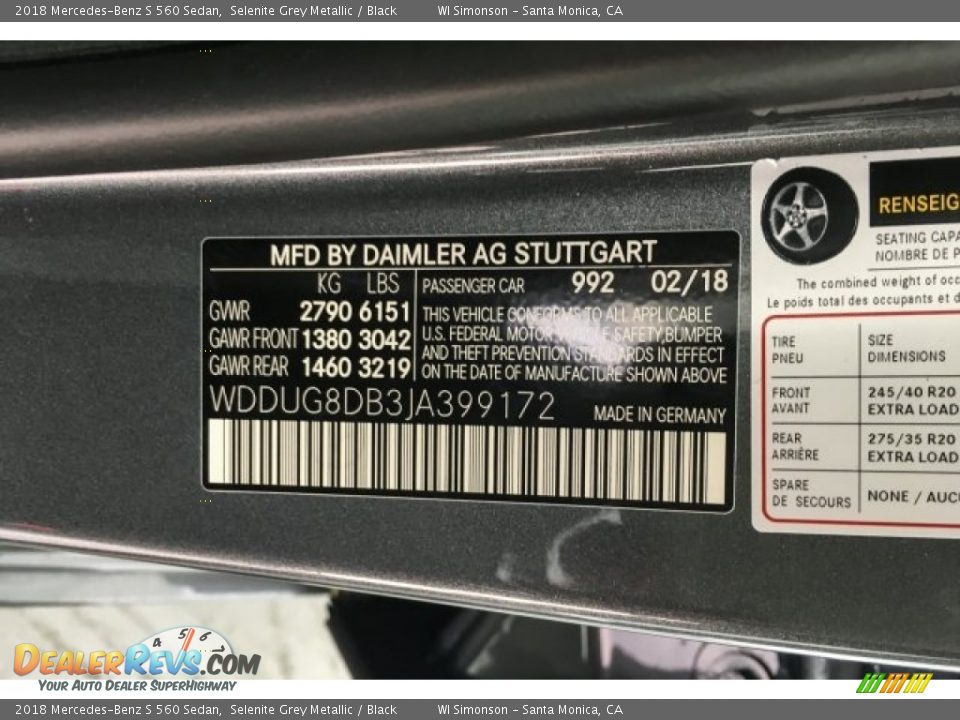 2018 Mercedes-Benz S 560 Sedan, Selenite Grey Metallic / Black WI Simonson - Santa Monica, CA
MFD BY DAIMLER AG STUTTGART
KG LBS
GVWR 2790 6151
GAWR FRONT 1380 3042
GAWR REAR 1460 3219
PASSENGER CAR 992 02/18
THIS VEHICLE CONFORMS TO ALL APPLICABLE
U.S. FEDERAL MOTOR VEHICLE SAFETY,BUMPER
AND THEFT PREVENTION STANDARDS IN EFFECT
ON THE DATE OF MANUFACTURE SHOWN ABOVE
WDDUG8DB3JA399172
MADE IN GERMANY
RENSEIG
SEATING CAPA
NOMBRE DE P
The combined weight of occ
Le poids total des occupants et d
TIRE SIZE
PNEU DIMENSIONS
FRONT 245/40 R20
AVANT EXTRA LOAD
REAR 275/35 R20
ARRIÈRE EXTRA LOAD
SPARE
DE SECOURS NONE / AUC
4 5 6 7
DEALERREVS.COM
YOUR AUTO DEALER SUPERHIGHWAY
2018 Mercedes-Benz S 560 Sedan, Selenite Grey Metallic / Black WI Simonson - Santa Monica, CA